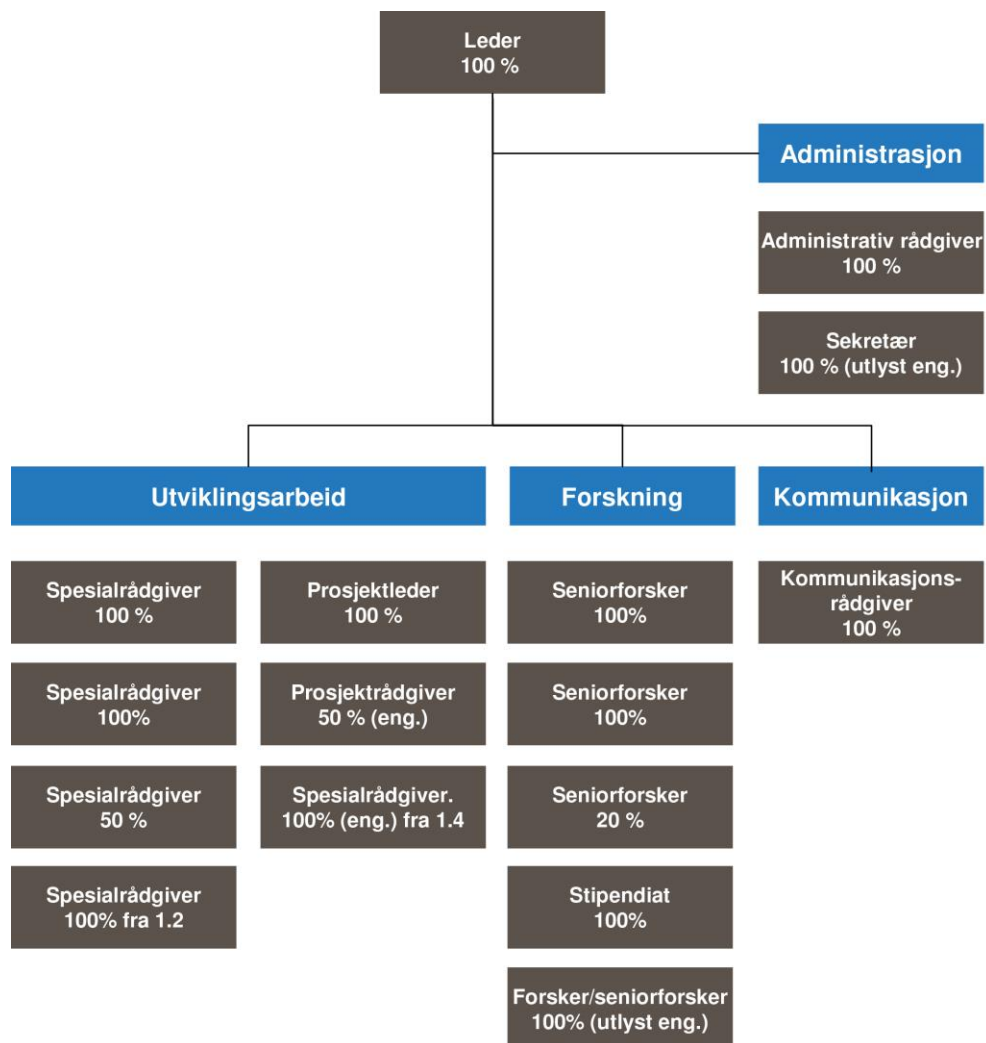 Leder
100 %
Administrasjon
Administrativ rådgiver
100 %
Sekretær
100 % (utlyst eng.)
Utviklingsarbeid
Forskning
Kommunikasjon
Spesialrådgiver
100 %
Prosjektleder
100 %
Seniorforsker
100%
Kommunikasjons-
rådgiver
100 %
Spesialrådgiver
100%
Prosjektrådgiver
50 % (eng.)
Seniorforsker
100%
Spesialrådgiver
50 %
Spesialrådgiver.
100% (eng.) fra 1.4
Seniorforsker
20 %
Spesialrådgiver
100% fra 1.2
Stipendiat
100%
Forsker/seniorforsker
100% (utlyst eng.)